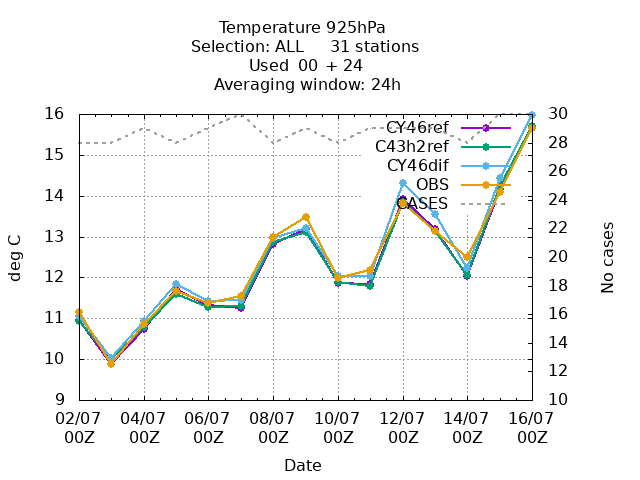 Temperature 925hPa
Selection: ALL 31 stations
Used 00 + 24
Averaging window: 24h
16
15
14
13
12
11
10
9
deg C
30
28
26
24
22
20
18
16
14
12
10
No cases
CY46ref
C43h2ref
CY46dif
OBS
CASES
02/07 04/07 06/07 08/07 10/07 12/07 14/07 16/07
00Z 00Z 00Z 00Z 00Z 00Z 00Z 00Z
Date